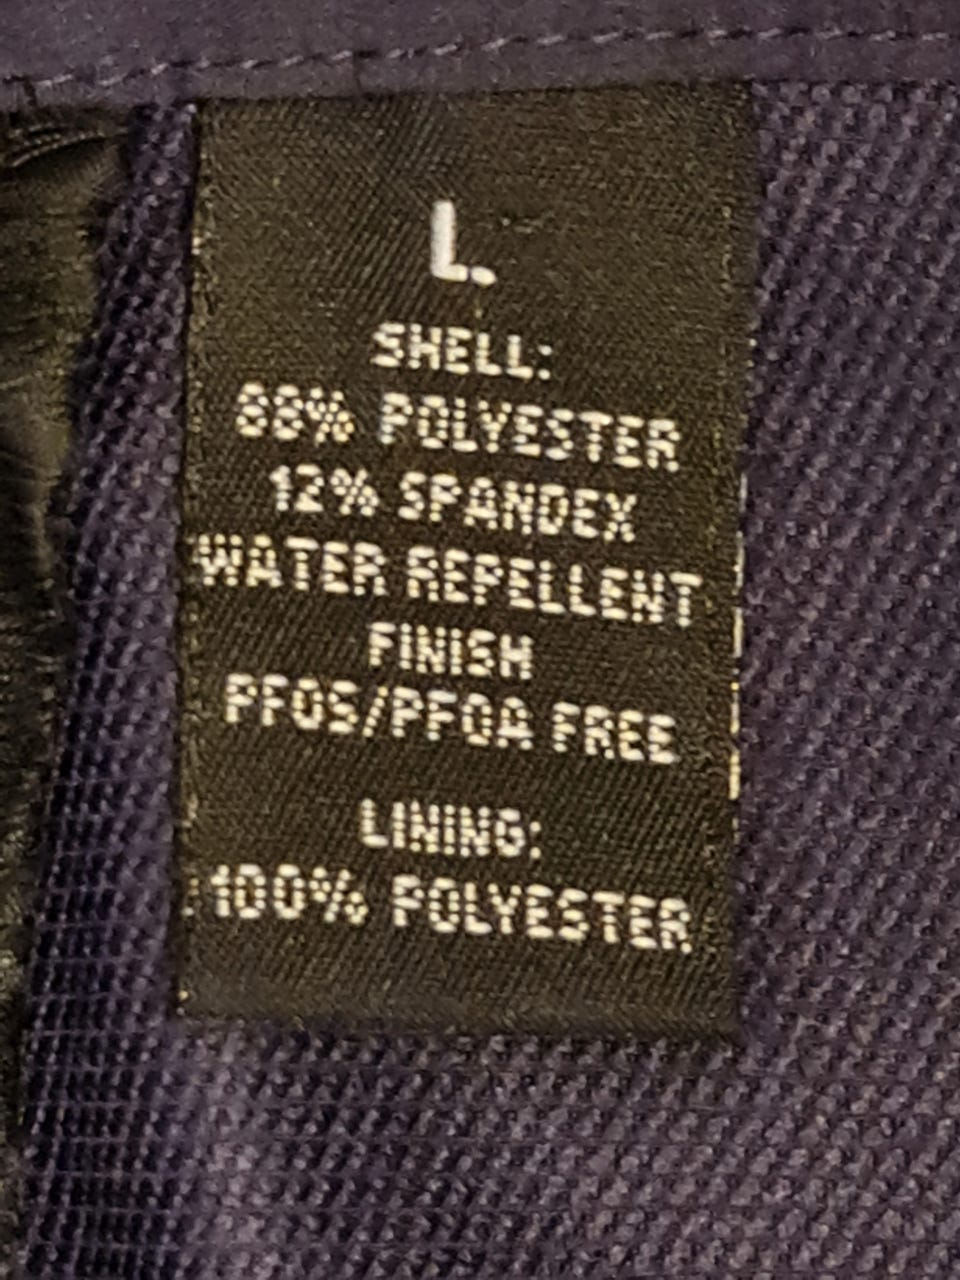 L
SHELL:
88% POLYESTER
12% SPANDEX
WATER REPELLENT
FINISH
PFOS/PFOA FREE
LINING:
100% POLYESTER